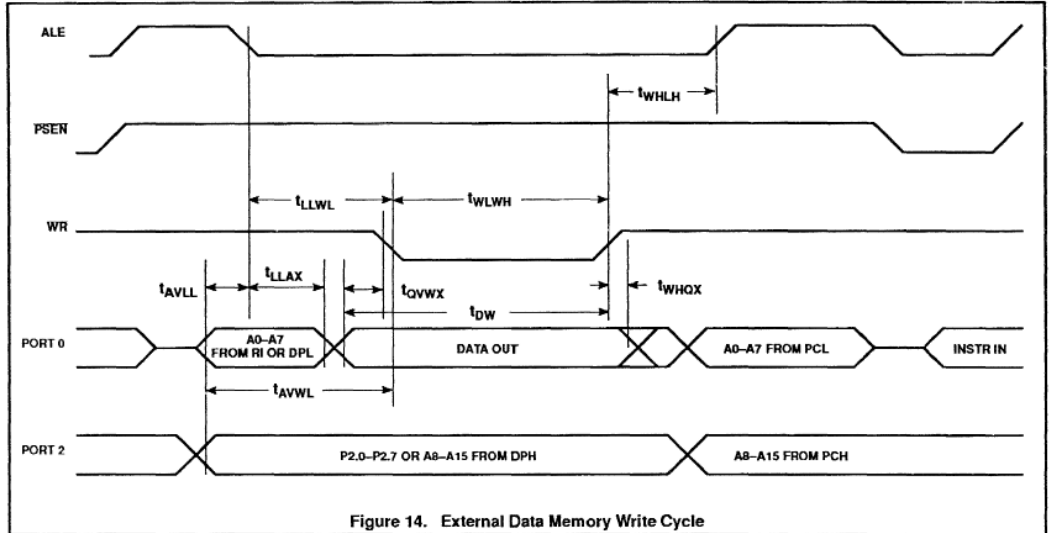 ALE
tWHLH
PSEN
tLLWL
tWLWH
WR
tAVLL
tLLAX
tQVWX
tWHQX
tDW
PORT 0
A0–A7
FROM RI OR DPL
DATA OUT
A0–A7 FROM PCL
INSTR IN
tAVWL
PORT 2
P2.0–P2.7 OR A8–A15 FROM DPH
A8–A15 FROM PCH
Figure 14. External Data Memory Write Cycle